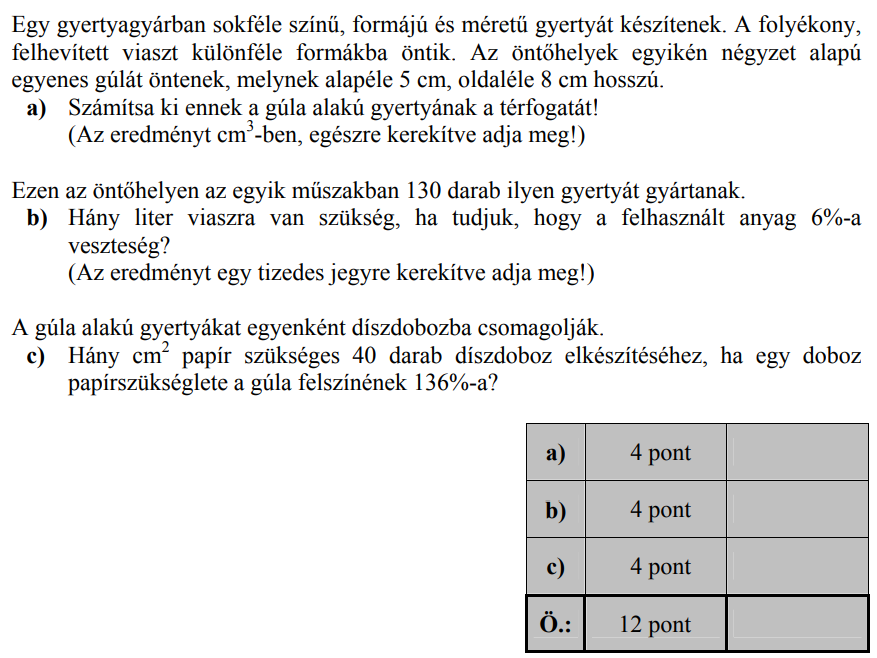 Egy gyertyagyárban sokféle színű, formájú és méretű gyertyát készítenek. A folyékony,
felhevített viaszt különféle formákba öntik. Az öntőhelyek egyikén négyzet alapú
egyenes gúlát öntenek, melynek alapéle 5 cm, oldaléle 8 cm hosszú.
a) Számítsa ki ennek a gúla alakú gyertyának a térfogatát!
(Az eredményt cm³-ben, egészre kerekítve adja meg!)
Ezen az öntőhelyen az egyik műszakban 130 darab ilyen gyertyát gyártanak.
b) Hány liter viaszra van szükség, ha tudjuk, hogy a felhasznált anyag 6%-a
veszteség?
(Az eredményt egy tizedes jegyre kerekítve adja meg!)
A gúla alakú gyertyákat egyenként díszdobozba csomagolják.
c) Hány cm² papír szükséges 40 darab díszdoboz elkészítéséhez, ha egy doboz
papírszükséglete a gúla felszínének 136%-a?
a) 4 pont
b) 4 pont
c) 4 pont
Ö.: 12 pont